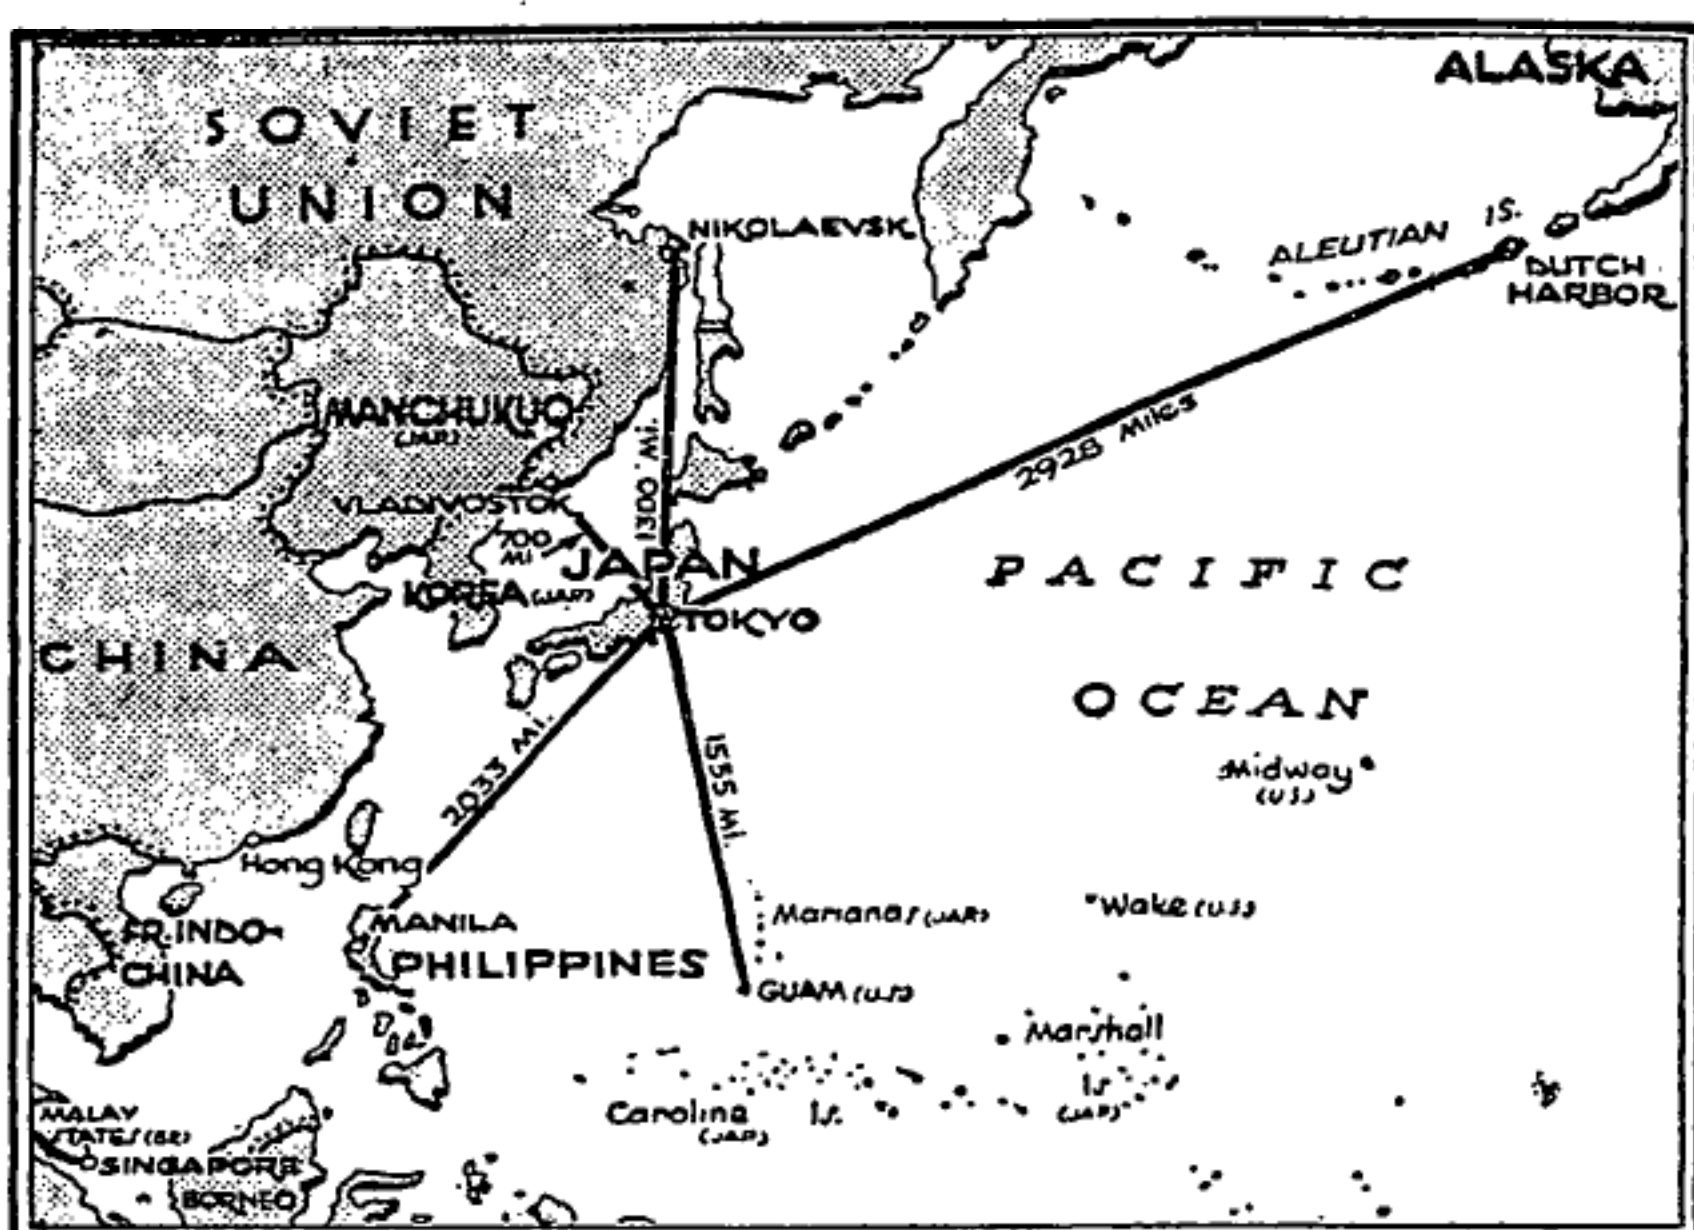 ALASKA
SOVIET
UNION
NIKOLAEVSK
ALEUTIAN IS.
DUTCH
HARBOR
MANCHUKUO
(JAP.)
1300 MI.
2928 Miles
VLADIVOSTOK
700
MI
JAPAN
KOREA (JAP)
TOKYO
PACIFIC
OCEAN
CHINA
2033 MI.
1555 MI.
Midway
(U.S.)
Hong Kong
MANILA
PHILIPPINES
FR. INDO-
CHINA
Marianas (JAP)
Wake (U.S.)
GUAM (U.S.)
Marshall
Is
(JAP)
Caroline Is.
(JAP)
MALAY
STATES (BR)
SINGAPORE
BORNEO